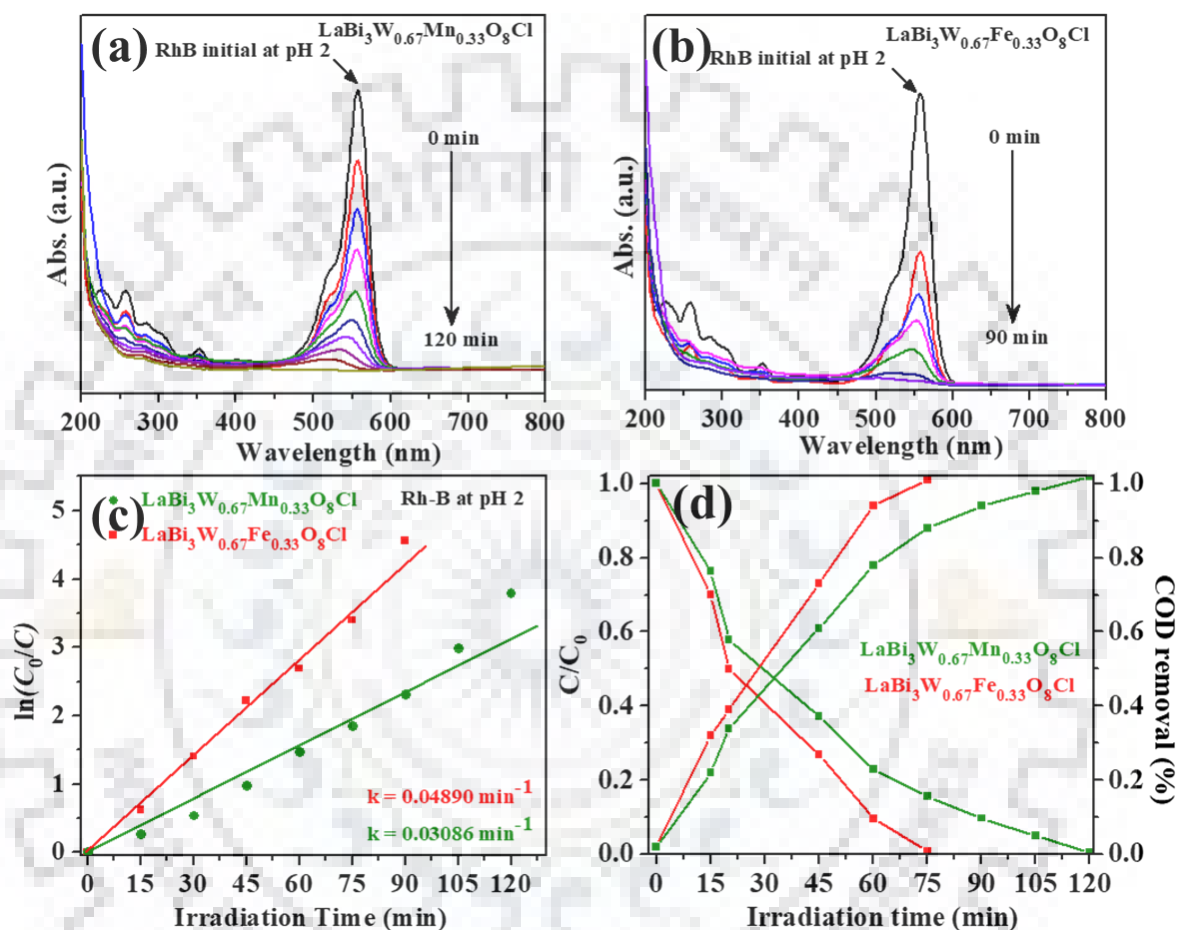 (a)
LaBi₃W₀.₆₇Mn₀.₃₃O₈Cl
RhB initial at pH 2
0 min
120 min
Abs. (a.u.)
200 300 400 500 600 700 800
Wavelength (nm)
(b)
LaBi₃W₀.₆₇Fe₀.₃₃O₈Cl
RhB initial at pH 2
0 min
90 min
Abs. (a.u.)
200 300 400 500 600 700 800
Wavelength (nm)
(c)
LaBi₃W₀.₆₇Mn₀.₃₃O₈Cl
Rh-B at pH 2
LaBi₃W₀.₆₇Fe₀.₃₃O₈Cl
k = 0.04890 min⁻¹
k = 0.03086 min⁻¹
ln(C₀/C)
5
4
3
2
1
0
0 15 30 45 60 75 90 105 120
Irradiation Time (min)
(d)
C/C₀
1.0
0.8
0.6
0.4
0.2
0.0
LaBi₃W₀.₆₇Mn₀.₃₃O₈Cl
LaBi₃W₀.₆₇Fe₀.₃₃O₈Cl
1.0
0.8
0.6
0.4
0.2
0.0
COD removal (%)
0 15 30 45 60 75 90 105 120
Irradiation time (min)